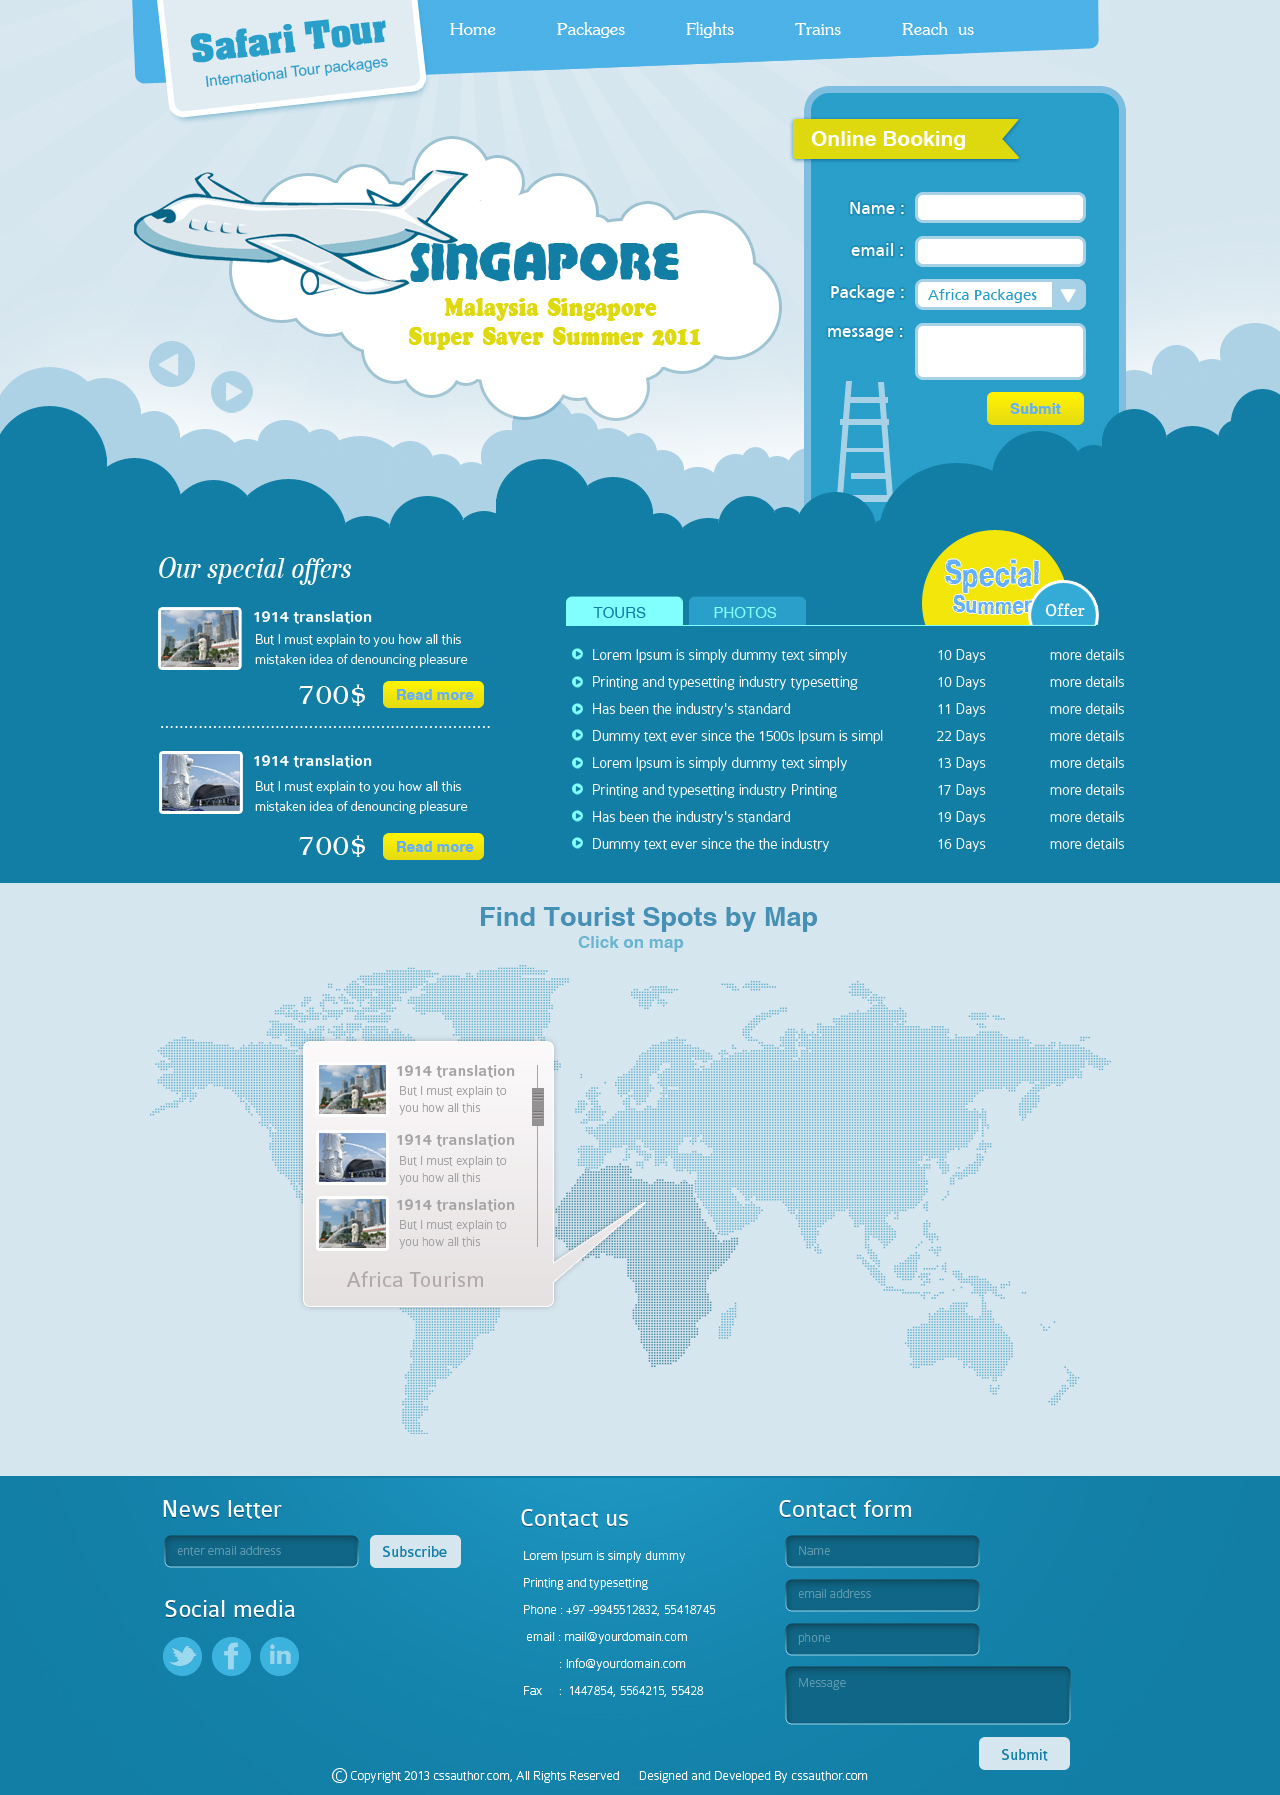 Safari Tour
International Tour packages
Home Packages Flights Trains Reach us
Online Booking
Name :
email :
Package : Africa Packages
message :
Submit
SINGAPORE
Malaysia Singapore
Super Saver Summer 2011
Our special offers
1914 translation
But I must explain to you how all this
mistaken idea of denouncing pleasure
700$ Read more
1914 translation
But I must explain to you how all this
mistaken idea of denouncing pleasure
700$ Read more
Special
Summer
Offer
TOURS PHOTOS
Lorem Ipsum is simply dummy text simply 10 Days more details
Printing and typesetting industry typesetting 10 Days more details
Has been the industry's standard 11 Days more details
Dummy text ever since the 1500s Ipsum is simpl 22 Days more details
Lorem Ipsum is simply dummy text simply 13 Days more details
Printing and typesetting industry Printing 17 Days more details
Has been the industry's standard 19 Days more details
Dummy text ever since the the industry 16 Days more details
Find Tourist Spots by Map
Click on map
1914 translation
But I must explain to
you how all this
1914 translation
But I must explain to
you how all this
1914 translation
But I must explain to
you how all this
Africa Tourism
News letter
enter email address Subscribe
Social media
f in
Contact us
Lorem Ipsum is simply dummy
Printing and typesetting
Phone : +97 -9945512832, 55418745
email : mail@yourdomain.com
: Info@yourdomain.com
Fax : 1447854, 5564215, 55428
Contact form
Name
email address
phone
Message
Submit
© Copyright 2013 cssauthor.com, All Rights Reserved Designed and Developed By cssauthor.com